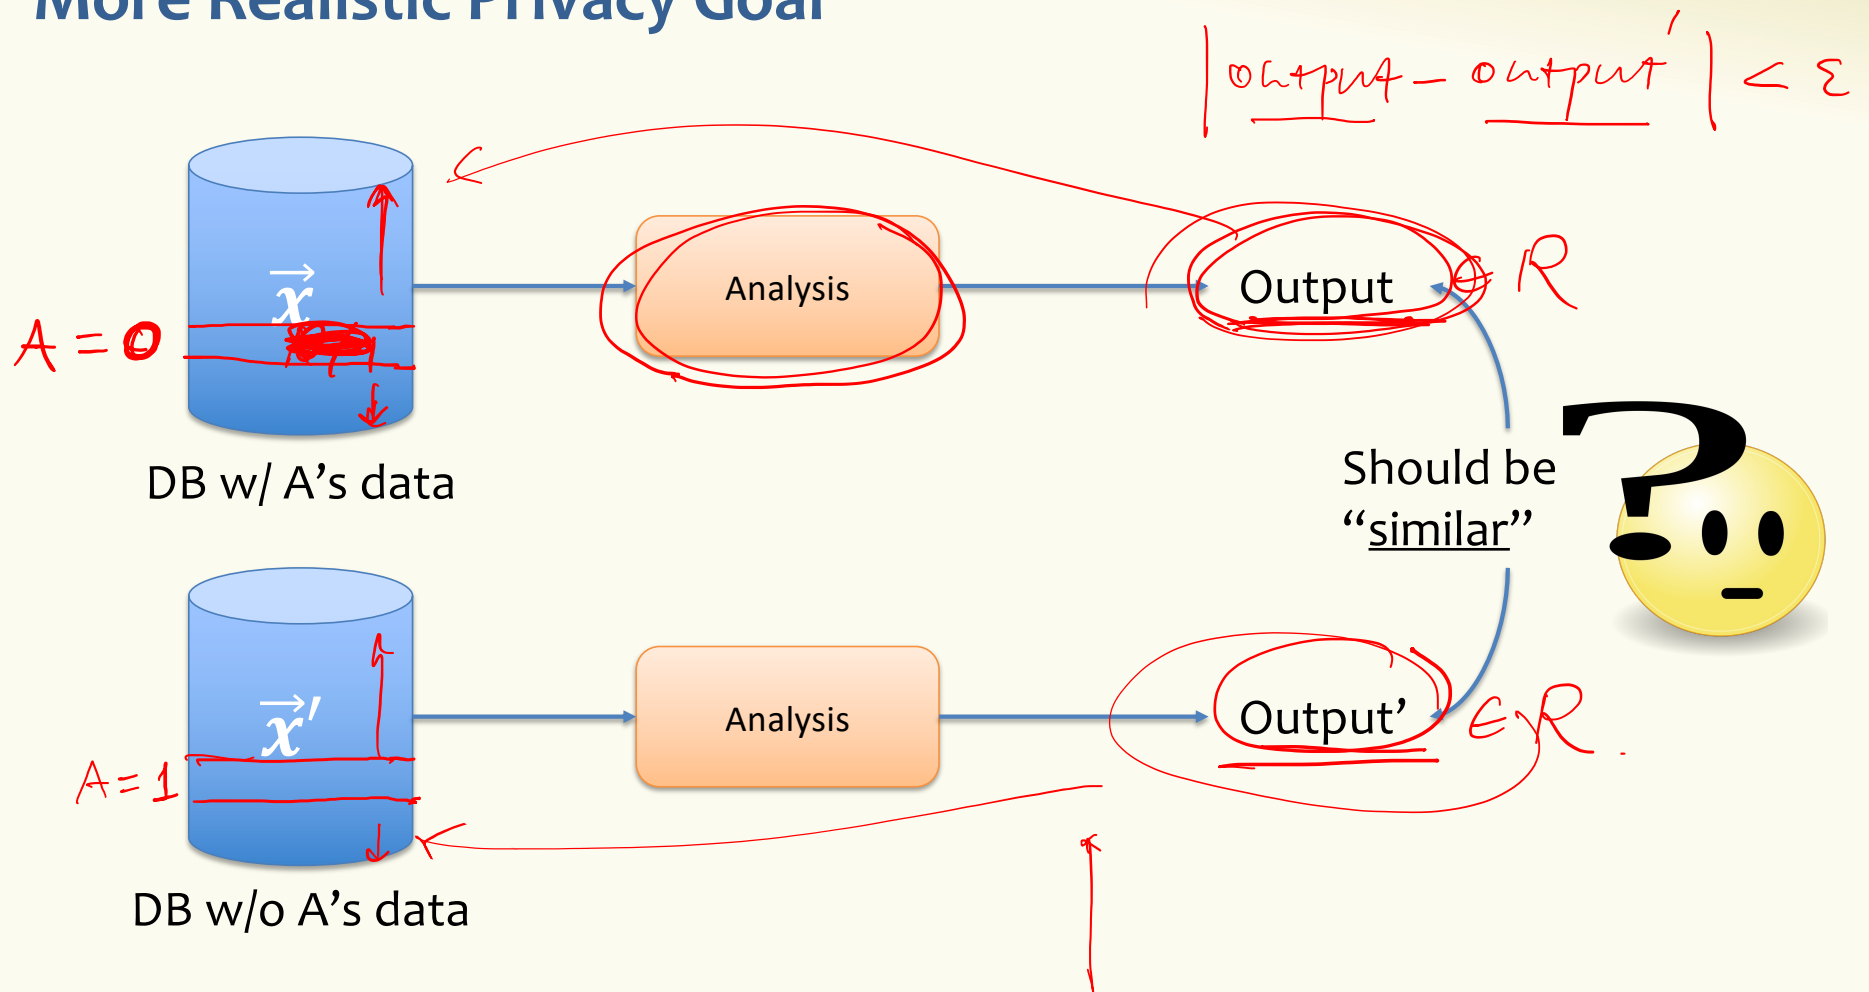 More Realistic Privacy Goal
|output - output'| < ε
Analysis
Output ∈ R
x⃗
A = 0
DB w/ A's data
Should be
“similar”
?
x⃗'
Analysis
Output' ∈ R.
A = 1
DB w/o A's data